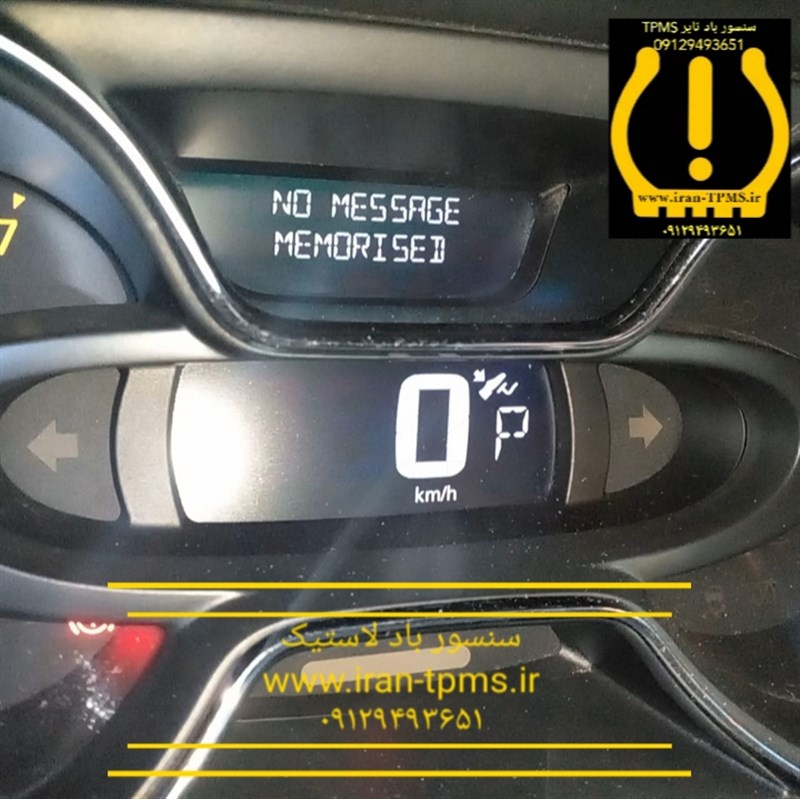 سنسور باد تایر TPMS
09129493651
www.iran-TPMS.ir
۰۹۱۲۹۴۹۳۶۵۱
NO MESSAGE
MEMORISED
7
0 P
km/h
سنسور باد لاستیک
www.iran-tpms.ir
۰۹۱۲۹۴۹۳۶۵۱